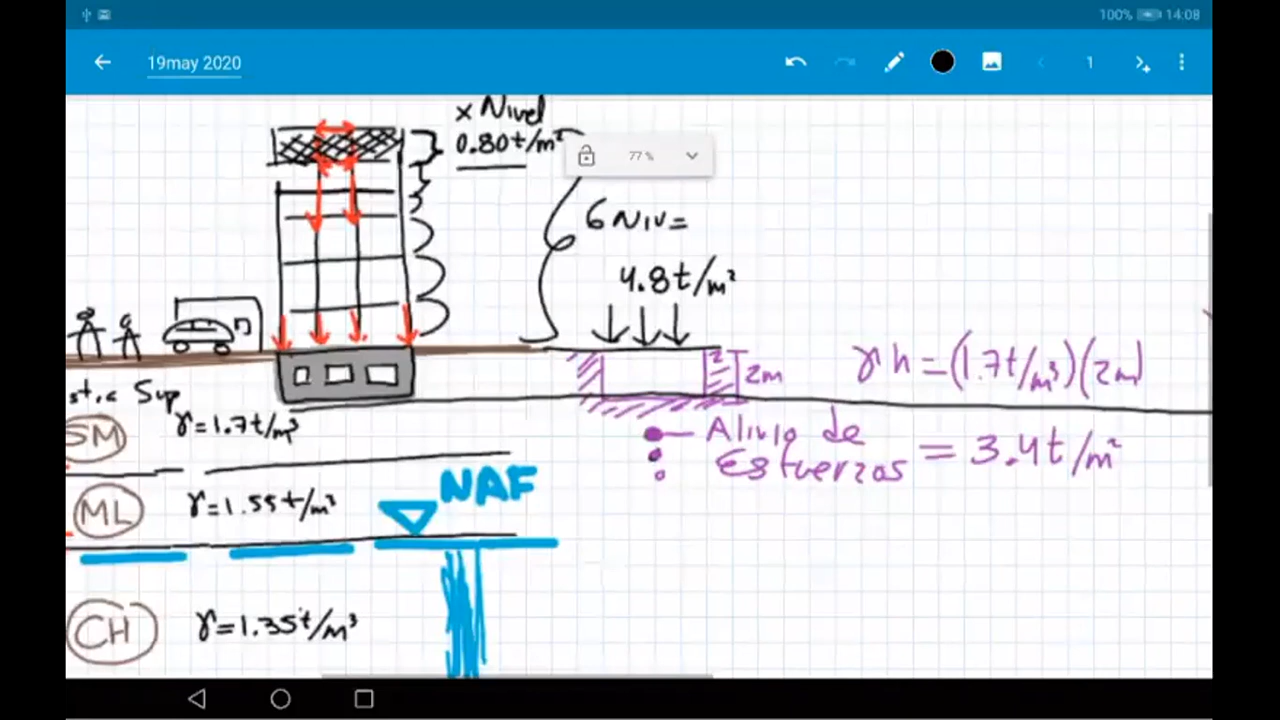 100% 14:08
19may 2020
1
x Nivel
0.80t/m²
77%
6 Niv=
4.8t/m²
2m
γh=(1.7t/m³)(2m)
Alivio de
Esfuerzos = 3.4t/m²
Sup
SM γ=1.7t/m³
NAF
ML γ=1.55t/m³
CH γ=1.35t/m³